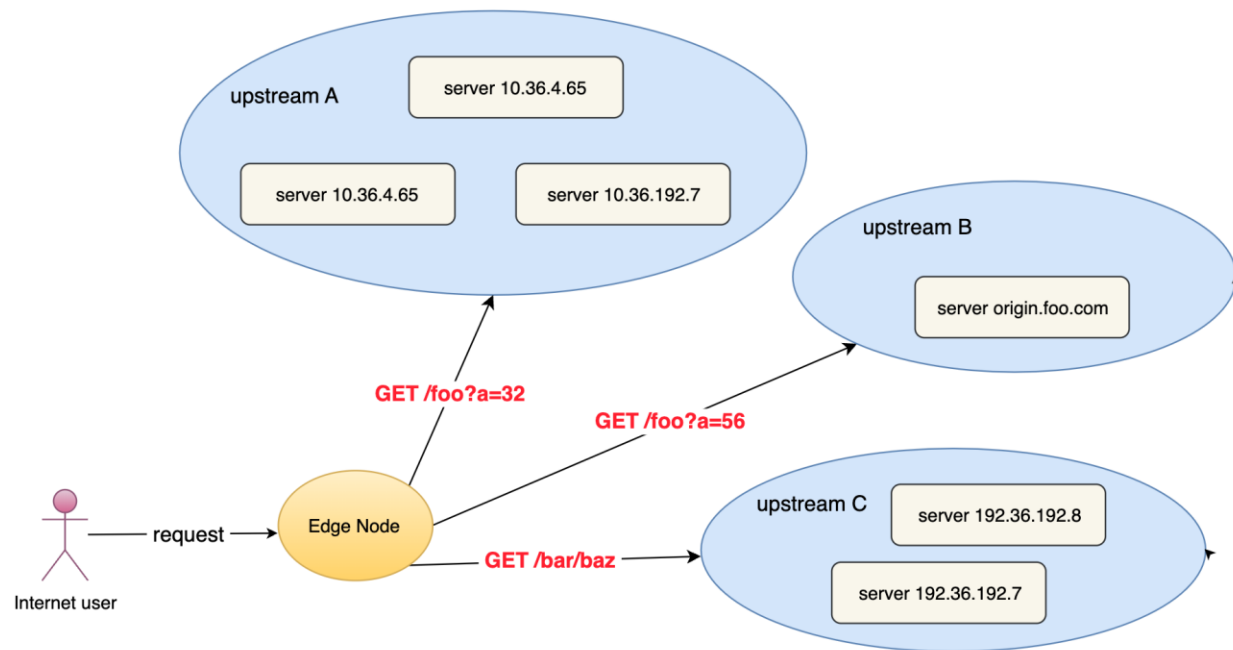 server 10.36.4.65
upstream A
server 10.36.4.65
server 10.36.192.7
upstream B
server origin.foo.com
GET /foo?a=32
GET /foo?a=56
upstream C
server 192.36.192.8
Edge Node
request
GET /bar/baz
server 192.36.192.7
Internet user